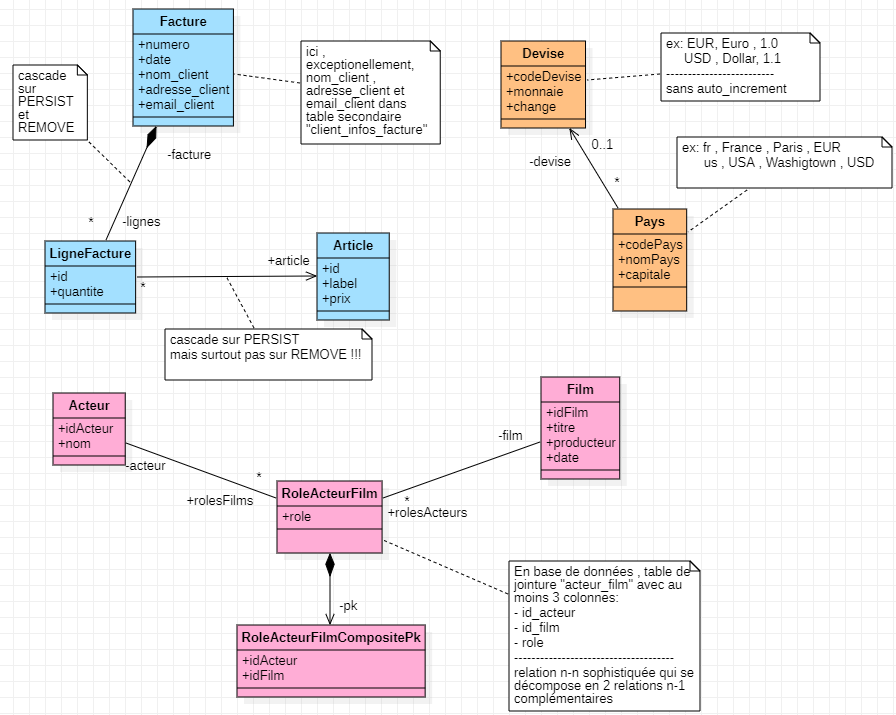 Facture
+numero
+date
+nom_client
+adresse_client
+email_client
cascade
sur
PERSIST
et
REMOVE
ici ,
exceptionellement,
nom_client ,
adresse_client et
email_client dans
table secondaire
"client_infos_facture"
-facture
*
-lignes
LigneFacture
+id
+quantite
*
+article
Article
+id
+label
+prix
cascade sur PERSIST
mais surtout pas sur REMOVE !!!
Devise
+codeDevise
+monnaie
+change
ex: EUR, Euro , 1.0
USD , Dollar, 1.1
-------------------------
sans auto_increment
0..1
-devise
*
ex: fr , France , Paris , EUR
us , USA , Washigtown , USD
Pays
+codePays
+nomPays
+capitale
Acteur
+idActeur
+nom
-acteur
*
+rolesFilms
Film
+idFilm
+titre
+producteur
+date
-film
*
+rolesActeurs
RoleActeurFilm
+role
-pk
RoleActeurFilmCompositePk
+idActeur
+idFilm
En base de données , table de
jointure "acteur_film" avec au
moins 3 colonnes:
- id_acteur
- id_film
- role
-------------------------------------
relation n-n sophistiquée qui se
décompose en 2 relations n-1
complémentaires